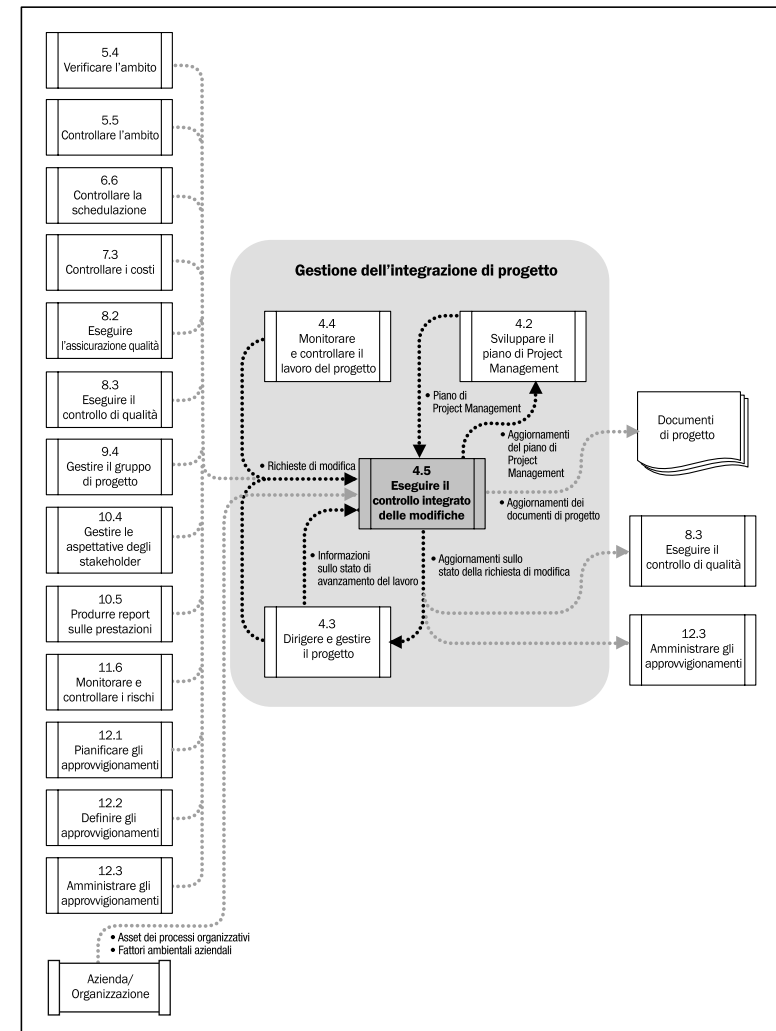 5.4
Verificare l'ambito
5.5
Controllare l'ambito
6.6
Controllare la
schedulazione
7.3
Controllare i costi
8.2
Eseguire
l'assicurazione qualità
8.3
Eseguire il
controllo di qualità
9.4
Gestire il gruppo
di progetto
10.4
Gestire le
aspettative degli
stakeholder
10.5
Produrre report
sulle prestazioni
11.6
Monitorare e
controllare i rischi
12.1
Pianificare gli
approvvigionamenti
12.2
Definire gli
approvvigionamenti
12.3
Amministrare gli
approvvigionamenti
• Asset dei processi organizzativi
• Fattori ambientali aziendali
Azienda/
Organizzazione
Gestione dell'integrazione di progetto
4.4
Monitorare
e controllare il
lavoro del progetto
4.2
Sviluppare il
piano di Project
Management
• Piano di
Project Management
• Aggiornamenti
del piano di
Project
Management
• Richieste di modifica
4.5
Eseguire il
controllo integrato
delle modifiche
• Aggiornamenti dei
documenti di progetto
• Informazioni
sullo stato di
avanzamento del lavoro
• Aggiornamenti sullo
stato della richiesta di modifica
4.3
Dirigere e gestire
il progetto
Documenti
di progetto
8.3
Eseguire il
controllo di qualità
12.3
Amministrare gli
approvvigionamenti